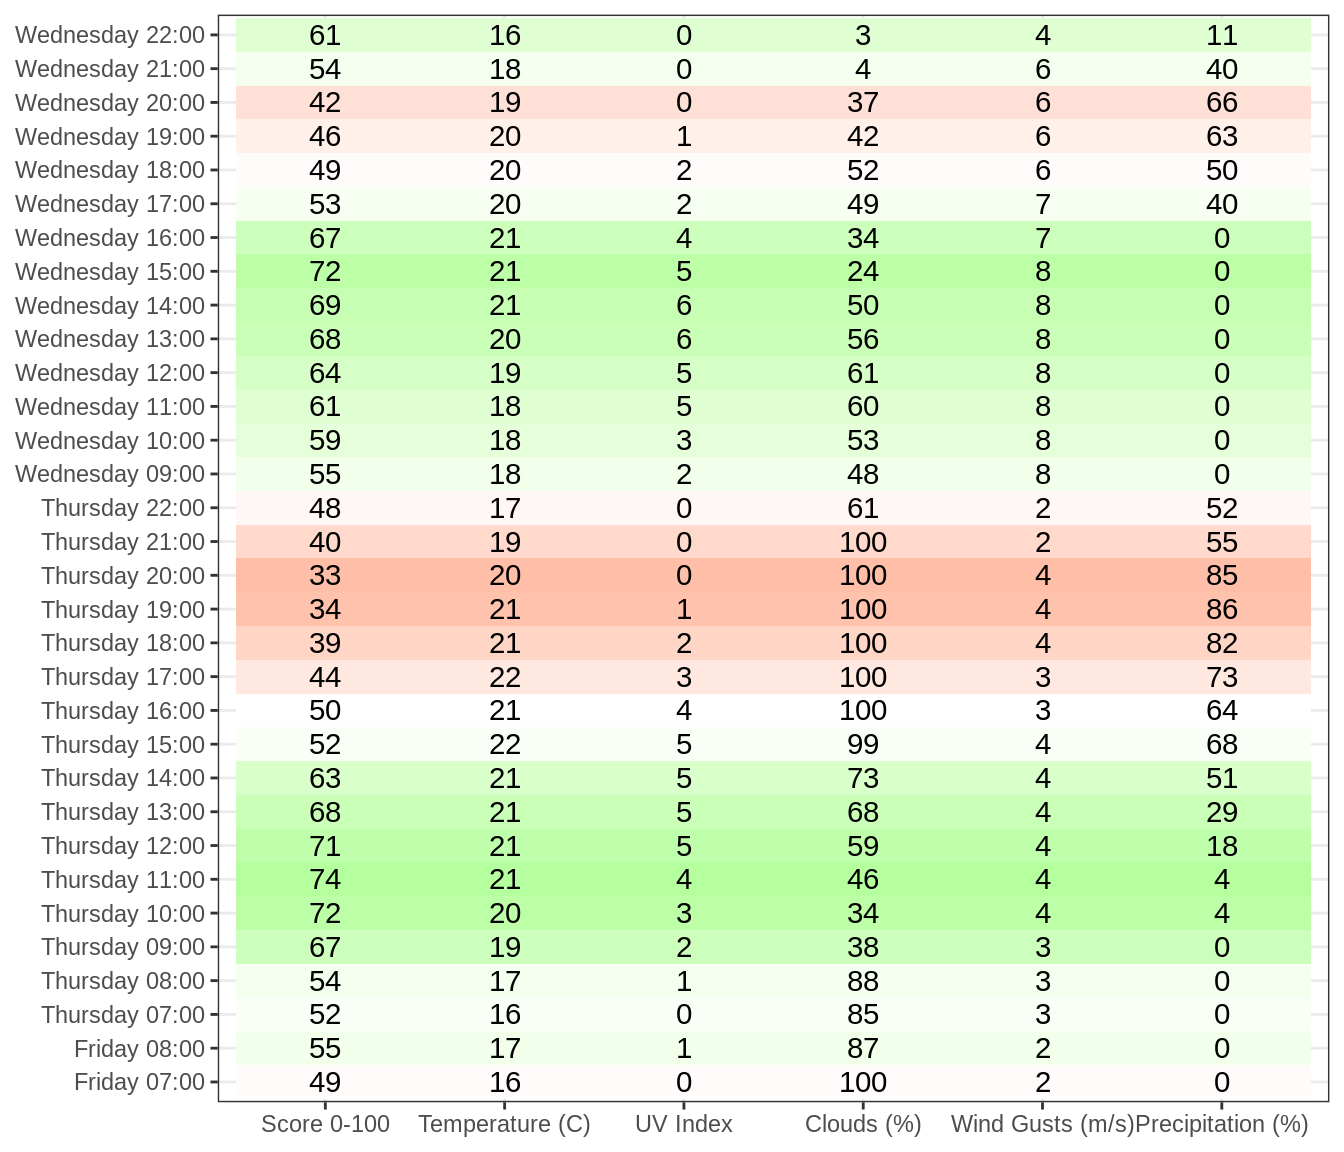 Wednesday 22:00 61 16 0 3 4 11
Wednesday 21:00 54 18 0 4 6 40
Wednesday 20:00 42 19 0 37 6 66
Wednesday 19:00 46 20 1 42 6 63
Wednesday 18:00 49 20 2 52 6 50
Wednesday 17:00 53 20 2 49 7 40
Wednesday 16:00 67 21 4 34 7 0
Wednesday 15:00 72 21 5 24 8 0
Wednesday 14:00 69 21 6 50 8 0
Wednesday 13:00 68 20 6 56 8 0
Wednesday 12:00 64 19 5 61 8 0
Wednesday 11:00 61 18 5 60 8 0
Wednesday 10:00 59 18 3 53 8 0
Wednesday 09:00 55 18 2 48 8 0
Thursday 22:00 48 17 0 61 2 52
Thursday 21:00 40 19 0 100 2 55
Thursday 20:00 33 20 0 100 4 85
Thursday 19:00 34 21 1 100 4 86
Thursday 18:00 39 21 2 100 4 82
Thursday 17:00 44 22 3 100 3 73
Thursday 16:00 50 21 4 100 3 64
Thursday 15:00 52 22 5 99 4 68
Thursday 14:00 63 21 5 73 4 51
Thursday 13:00 68 21 5 68 4 29
Thursday 12:00 71 21 5 59 4 18
Thursday 11:00 74 21 4 46 4 4
Thursday 10:00 72 20 3 34 4 4
Thursday 09:00 67 19 2 38 3 0
Thursday 08:00 54 17 1 88 3 0
Thursday 07:00 52 16 0 85 3 0
Friday 08:00 55 17 1 87 2 0
Friday 07:00 49 16 0 100 2 0
Score 0-100 Temperature (C) UV Index Clouds (%) Wind Gusts (m/s) Precipitation (%)